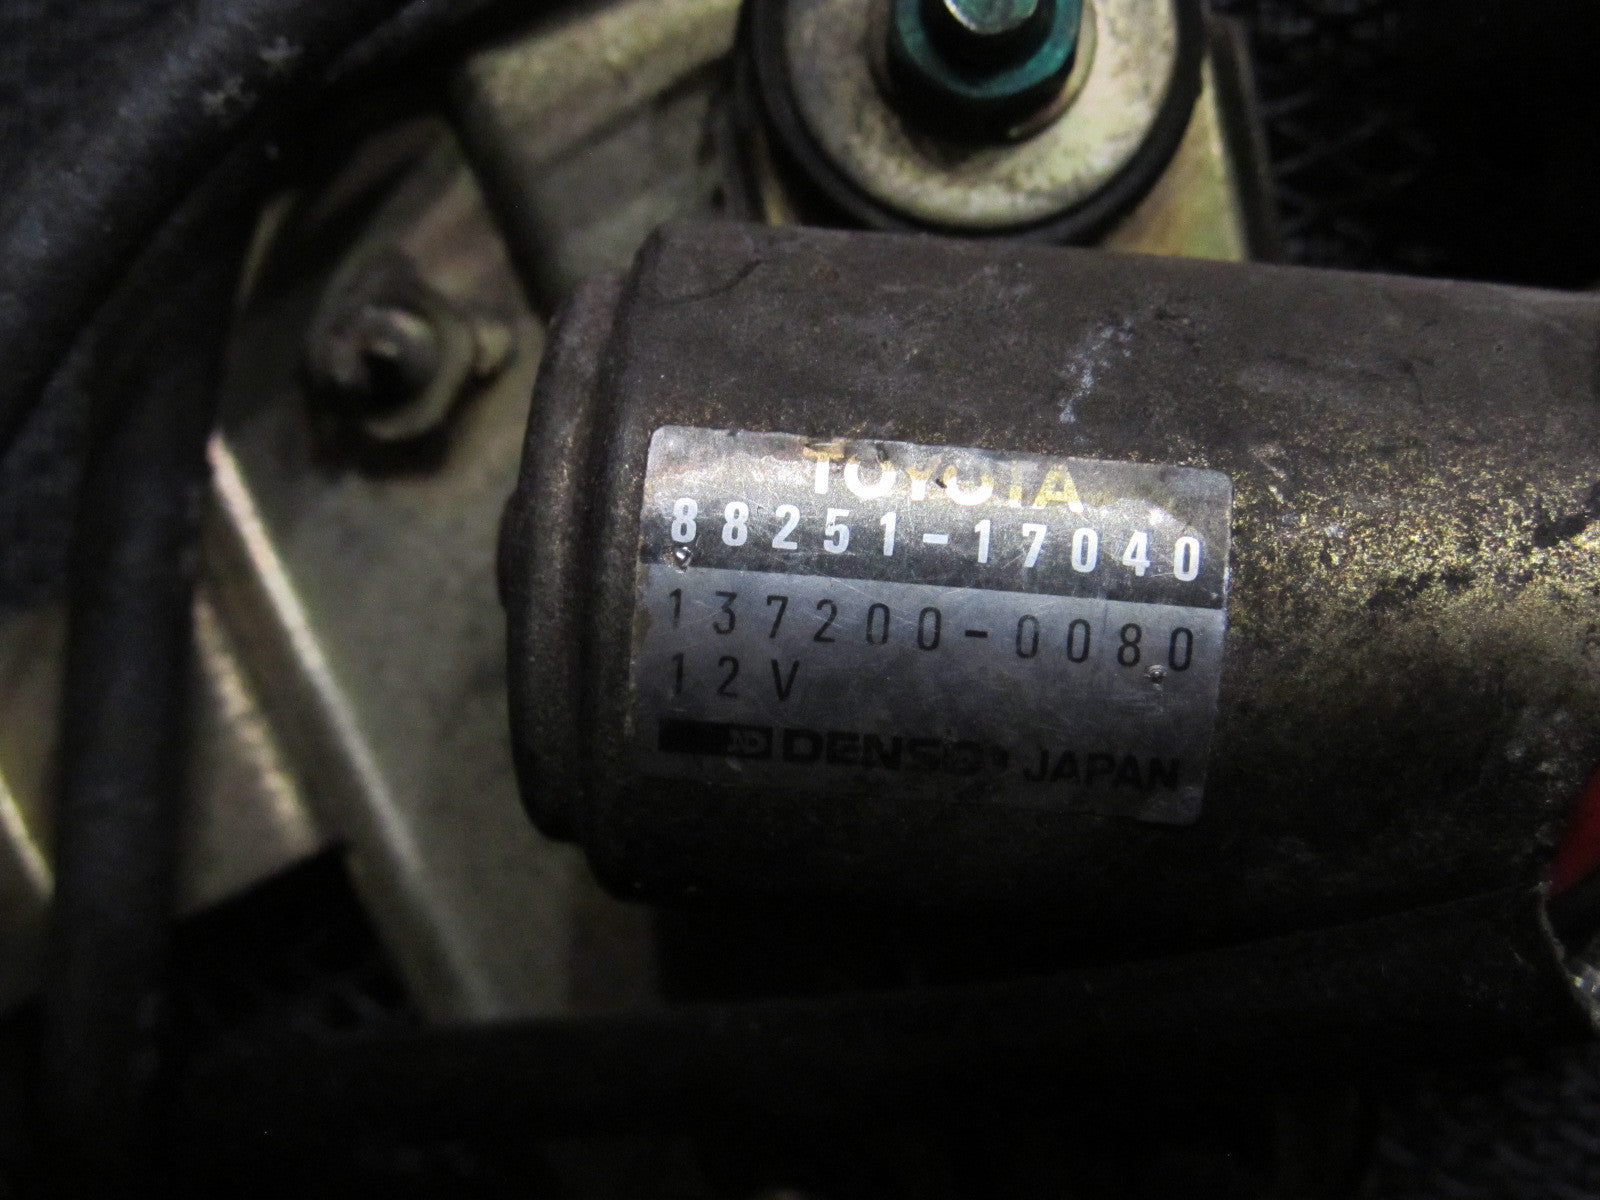 TOYOTA
88251-17040
137200-0080
12V
DENSO JAPAN